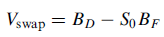 V_swap = B_D − S_0 B_F